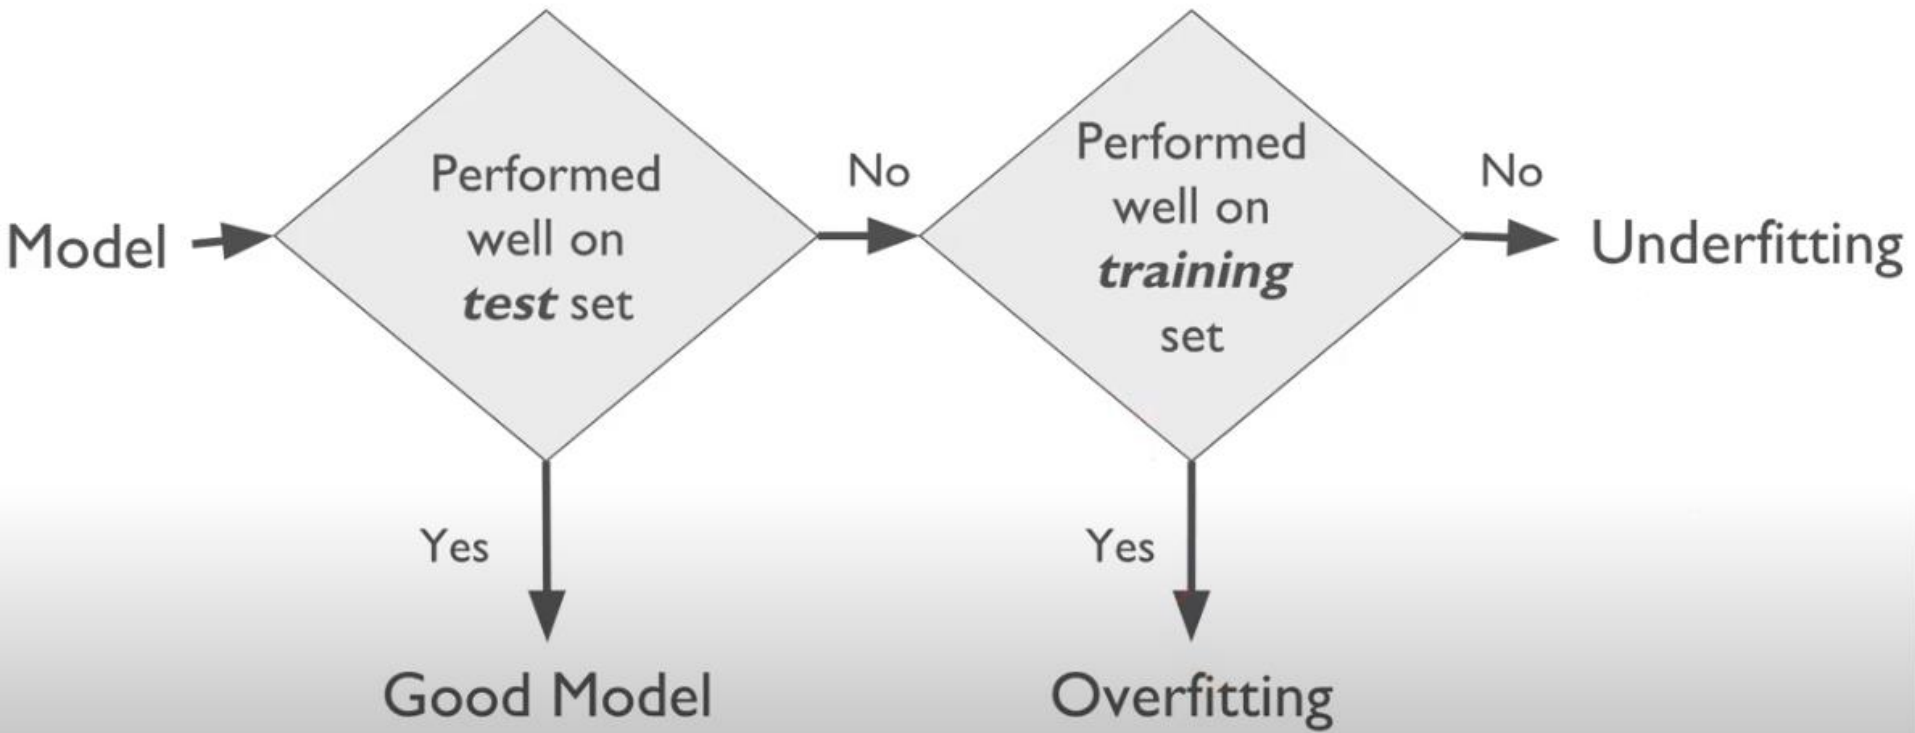 Model
Performed
well on
test set
No
Performed
well on
training
set
No
Underfitting
Yes
Good Model
Yes
Overfitting